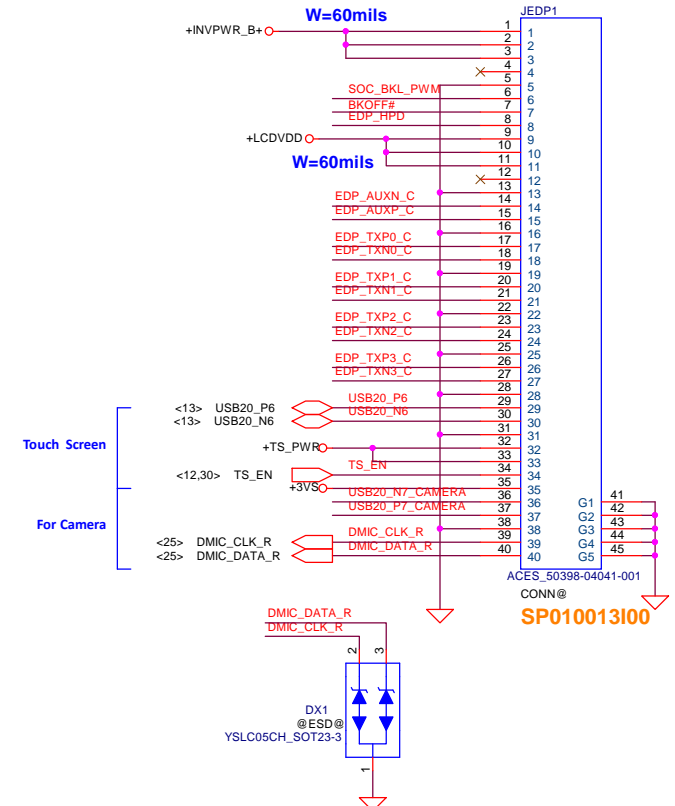 JEDP1
W=60mils
+INVPWR_B+
1 1
2 2
3 3
4 4
5 5
SOC_BKL_PWM 6 6
BKOFF# 7 7
EDP_HPD 8 8
+LCDVDD 9 9
10 10
11 11
W=60mils
12 12
13 13
EDP_AUXN_C 14 14
EDP_AUXP_C 15 15
16 16
EDP_TXP0_C 17 17
EDP_TXN0_C 18 18
19 19
EDP_TXP1_C 20 20
EDP_TXN1_C 21 21
22 22
EDP_TXP2_C 23 23
EDP_TXN2_C 24 24
25 25
EDP_TXP3_C 26 26
EDP_TXN3_C 27 27
28 28
<13> USB20_P6 USB20_P6 29 29
<13> USB20_N6 USB20_N6 30 30
31 31
Touch Screen
+TS_PWR 32 32
33 33
<12,30> TS_EN TS_EN 34 34
+3VS 35 35
USB20_N7_CAMERA 36 36 G1 41
USB20_P7_CAMERA 37 37 G2 42
For Camera
38 38 G3 43
<25> DMIC_CLK_R DMIC_CLK_R 39 39 G4 44
<25> DMIC_DATA_R DMIC_DATA_R 40 40 G5 45
ACES_50398-04041-001
CONN@
SP010013I00
DMIC_DATA_R
DMIC_CLK_R
2 3
DX1
@ESD@
YSLC05CH_SOT23-3
1